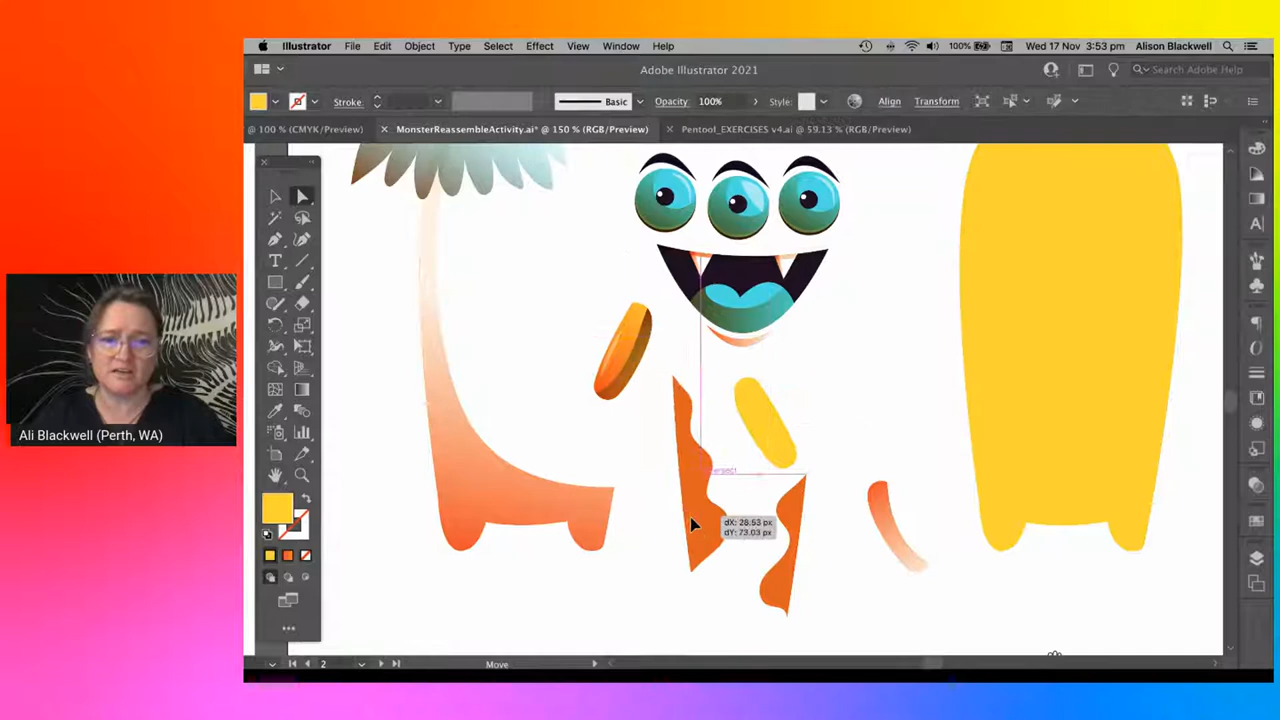 Illustrator File Edit Object Type Select Effect View Window Help 100% Wed 17 Nov 3:53 pm Alison Blackwell
Adobe Illustrator 2021 Search Adobe Help
Stroke: Basic Opacity: 100% Style: Align Transform
@ 100 % (CMYK/Preview) × MonsterReassembleActivity.ai* @ 150 % (RGB/Preview) × Pentool_EXERCISES v4.ai @ 59.13 % (RGB/Preview)
Ali Blackwell (Perth, WA)
dX: 28.53 px
dY: 73.03 px
2 Move